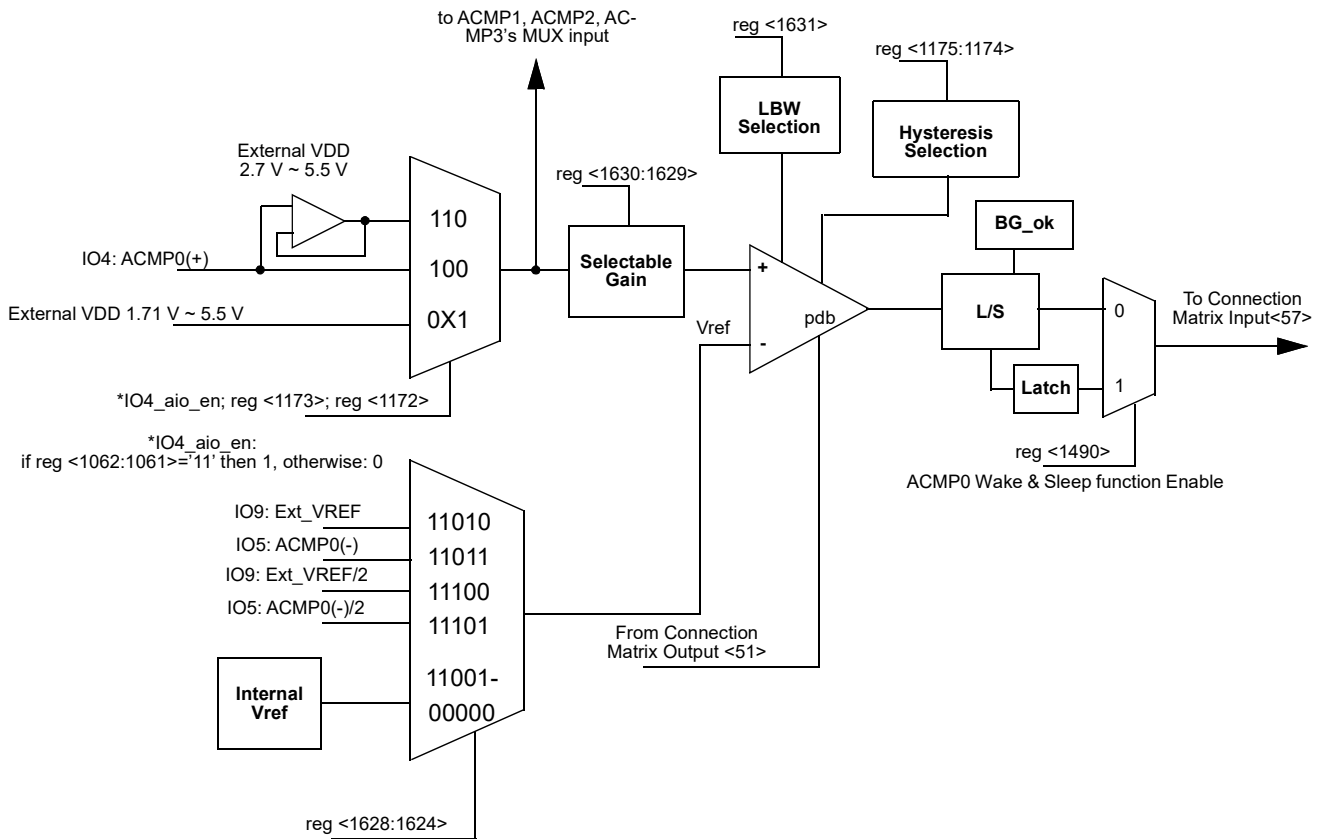 to ACMP1, ACMP2, AC-
MP3's MUX input
reg <1631>
reg <1175:1174>
LBW
Selection
Hysteresis
Selection
External VDD
2.7 V ~ 5.5 V
reg <1630:1629>
110
BG_ok
IO4: ACMP0(+)
100
Selectable
Gain
+
External VDD 1.71 V ~ 5.5 V
0X1
Vref
-
pdb
L/S
0
To Connection
Matrix Input<57>
Latch
1
*IO4_aio_en; reg <1173>; reg <1172>
*IO4_aio_en:
if reg <1062:1061>='11' then 1, otherwise: 0
reg <1490>
ACMP0 Wake & Sleep function Enable
IO9: Ext_VREF
11010
IO5: ACMP0(-)
11011
IO9: Ext_VREF/2
11100
IO5: ACMP0(-)/2
11101
From Connection
Matrix Output <51>
Internal
Vref
11001-
00000
reg <1628:1624>